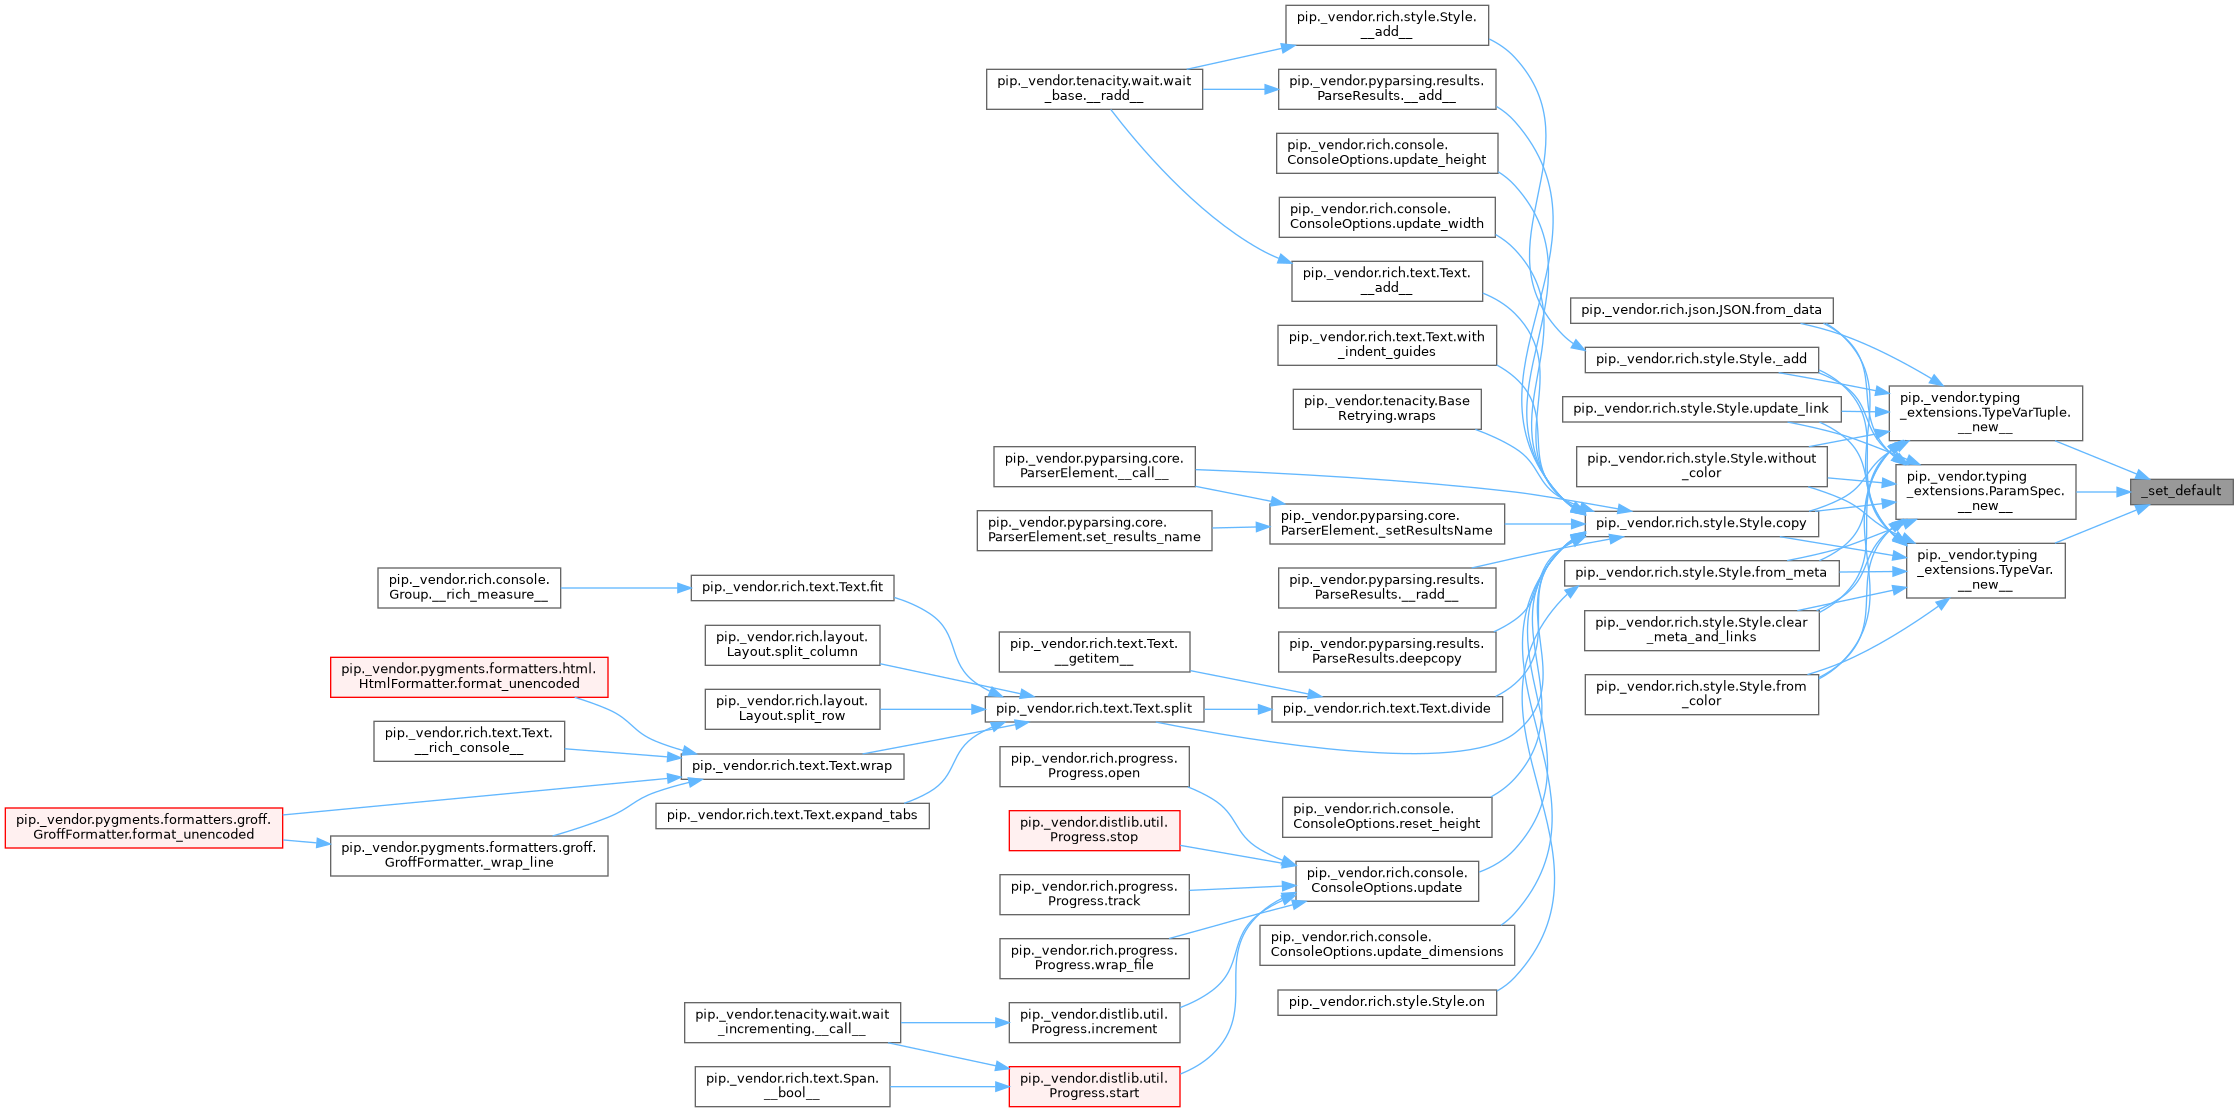 pip._vendor.rich.style.Style.
__add__
pip._vendor.tenacity.wait.wait
_base.__radd__
pip._vendor.pyparsing.results.
ParseResults.__add__
pip._vendor.rich.console.
ConsoleOptions.update_height
pip._vendor.rich.console.
ConsoleOptions.update_width
pip._vendor.rich.text.Text.
__add__
pip._vendor.rich.json.JSON.from_data
pip._vendor.rich.text.Text.with
_indent_guides
pip._vendor.rich.style.Style._add
pip._vendor.tenacity.Base
Retrying.wraps
pip._vendor.rich.style.Style.update_link
pip._vendor.typing
_extensions.TypeVarTuple.
__new__
pip._vendor.pyparsing.core.
ParserElement.__call__
pip._vendor.rich.style.Style.without
_color
pip._vendor.typing
_extensions.ParamSpec.
__new__
_set_default
pip._vendor.pyparsing.core.
ParserElement.set_results_name
pip._vendor.pyparsing.core.
ParserElement._setResultsName
pip._vendor.rich.style.Style.copy
pip._vendor.typing
_extensions.TypeVar.
__new__
pip._vendor.rich.console.
Group.__rich_measure__
pip._vendor.rich.text.Text.fit
pip._vendor.pyparsing.results.
ParseResults.__radd__
pip._vendor.rich.style.Style.from_meta
pip._vendor.rich.layout.
Layout.split_column
pip._vendor.rich.text.Text.
__getitem__
pip._vendor.pyparsing.results.
ParseResults.deepcopy
pip._vendor.rich.style.Style.clear
_meta_and_links
pip._vendor.pygments.formatters.html.
HtmlFormatter.format_unencoded
pip._vendor.rich.layout.
Layout.split_row
pip._vendor.rich.text.Text.split
pip._vendor.rich.text.Text.divide
pip._vendor.rich.style.Style.from
_color
pip._vendor.rich.text.Text.
__rich_console__
pip._vendor.rich.text.Text.wrap
pip._vendor.rich.progress.
Progress.open
pip._vendor.pygments.formatters.groff.
GroffFormatter.format_unencoded
pip._vendor.rich.text.Text.expand_tabs
pip._vendor.distlib.util.
Progress.stop
pip._vendor.rich.console.
ConsoleOptions.reset_height
pip._vendor.pygments.formatters.groff.
GroffFormatter._wrap_line
pip._vendor.rich.progress.
Progress.track
pip._vendor.rich.console.
ConsoleOptions.update
pip._vendor.rich.progress.
Progress.wrap_file
pip._vendor.rich.console.
ConsoleOptions.update_dimensions
pip._vendor.tenacity.wait.wait
_incrementing.__call__
pip._vendor.distlib.util.
Progress.increment
pip._vendor.rich.style.Style.on
pip._vendor.rich.text.Span.
__bool__
pip._vendor.distlib.util.
Progress.start